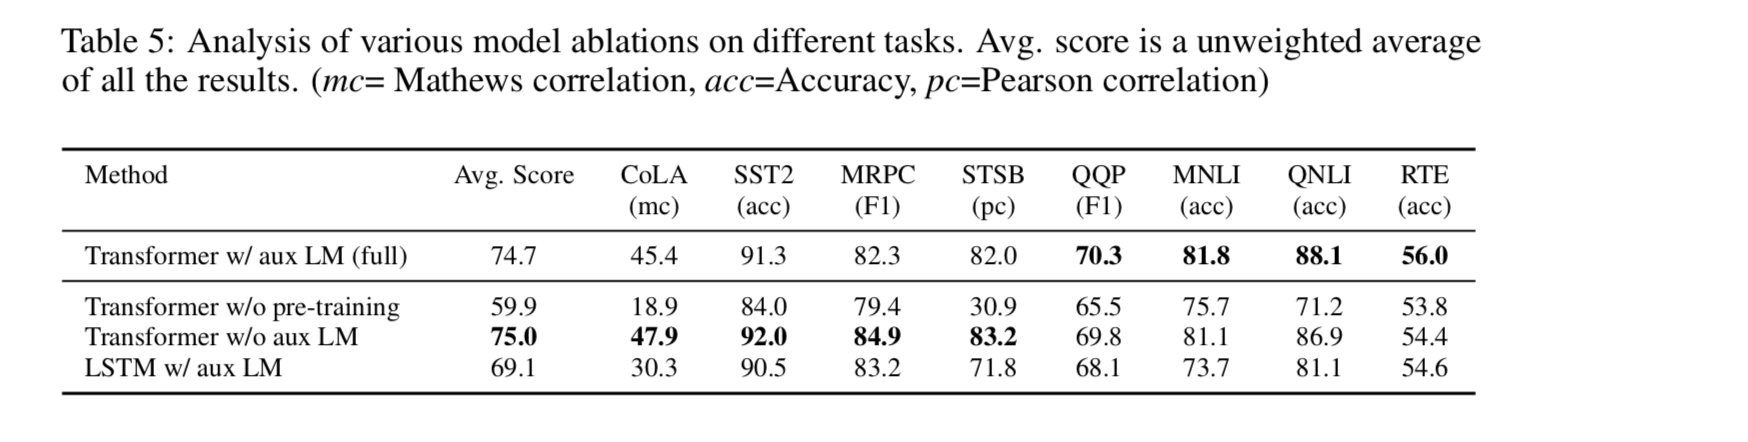 Table 5: Analysis of various model ablations on different tasks. Avg. score is a unweighted average
of all the results. (mc= Mathews correlation, acc=Accuracy, pc=Pearson correlation)
Method Avg. Score CoLA SST2 MRPC STSB QQP MNLI QNLI RTE
(mc) (acc) (F1) (pc) (F1) (acc) (acc) (acc)
Transformer w/ aux LM (full) 74.7 45.4 91.3 82.3 82.0 70.3 81.8 88.1 56.0
Transformer w/o pre-training 59.9 18.9 84.0 79.4 30.9 65.5 75.7 71.2 53.8
Transformer w/o aux LM 75.0 47.9 92.0 84.9 83.2 69.8 81.1 86.9 54.4
LSTM w/ aux LM 69.1 30.3 90.5 83.2 71.8 68.1 73.7 81.1 54.6